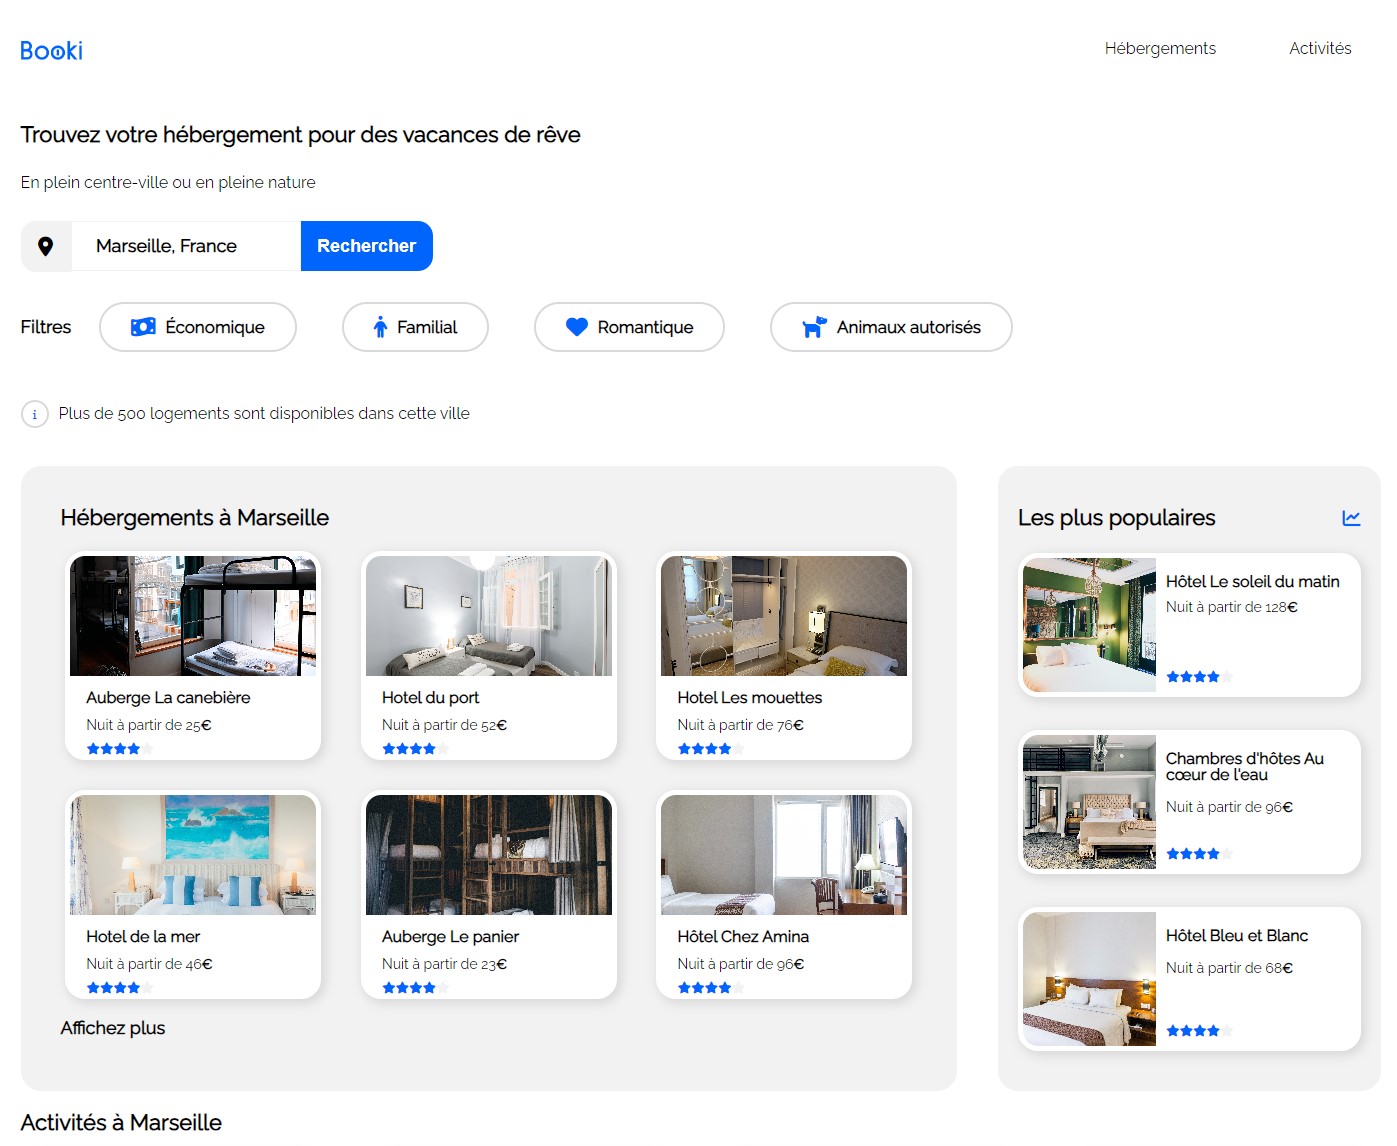 Booki
Hébergements
Activités
Trouvez votre hébergement pour des vacances de rêve
En plein centre-ville ou en pleine nature
Marseille, France
Rechercher
Filtres
Économique
Familial
Romantique
Animaux autorisés
i
Plus de 500 logements sont disponibles dans cette ville
Hébergements à Marseille
Auberge La canebière
Nuit à partir de 25€
Hotel du port
Nuit à partir de 52€
Hotel Les mouettes
Nuit à partir de 76€
Hotel de la mer
Nuit à partir de 46€
Auberge Le panier
Nuit à partir de 23€
Hôtel Chez Amina
Nuit à partir de 96€
Affichez plus
Les plus populaires
Hôtel Le soleil du matin
Nuit à partir de 128€
Chambres d'hôtes Au
cœur de l'eau
Nuit à partir de 96€
Hôtel Bleu et Blanc
Nuit à partir de 68€
Activités à Marseille